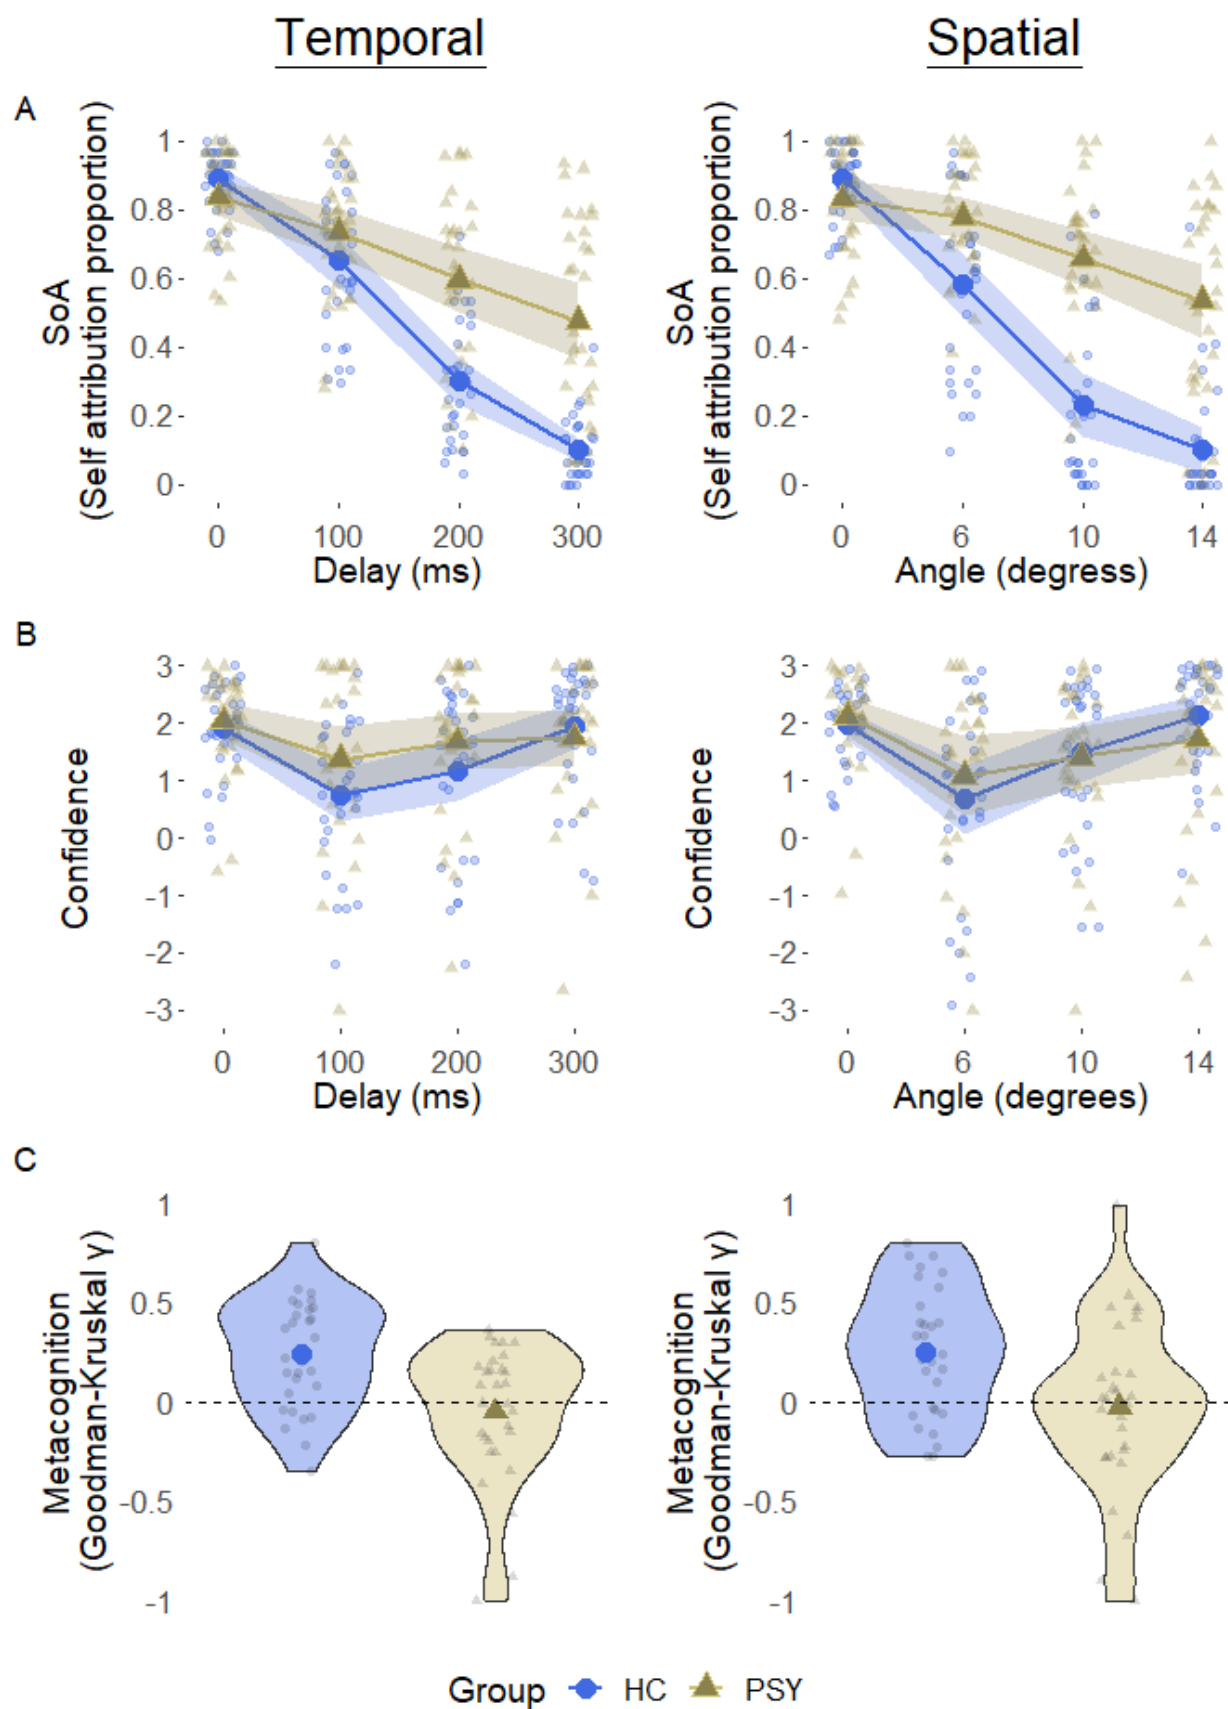 Temporal
Spatial
A
SoA
(Self attribution proportion)
1
0.8
0.6
0.4
0.2
0
0 100 200 300
Delay (ms)
SoA
(Self attribution proportion)
1
0.8
0.6
0.4
0.2
0
0 6 10 14
Angle (degress)
B
Confidence
3
2
1
0
-1
-2
-3
0 100 200 300
Delay (ms)
Confidence
3
2
1
0
-1
-2
-3
0 6 10 14
Angle (degrees)
C
Metacognition
(Goodman-Kruskal γ)
1
0.5
0
-0.5
-1
Metacognition
(Goodman-Kruskal γ)
1
0.5
0
-0.5
-1
Group HC PSY